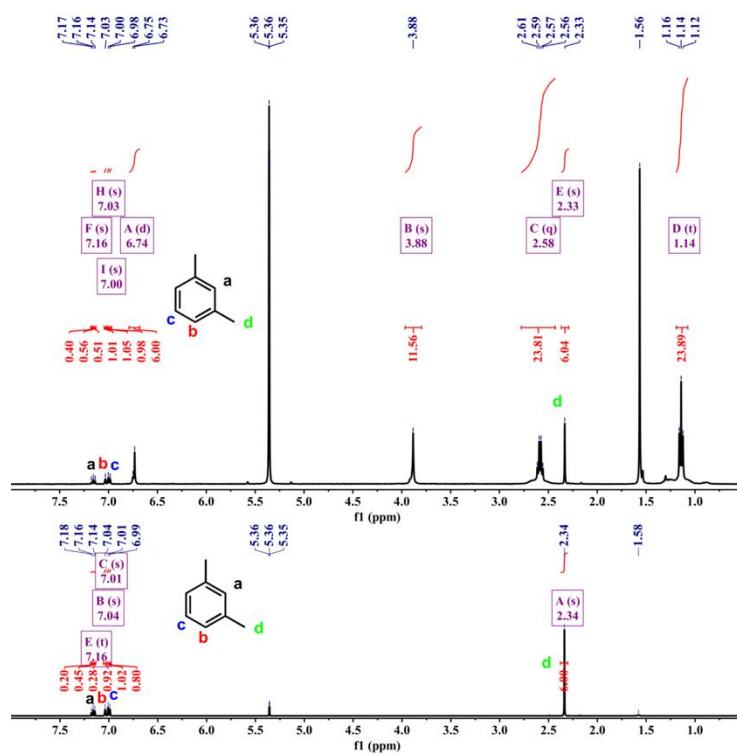 7.17 7.16 7.14 7.03 7.00 6.98 6.75 6.73 5.36 5.36 5.35 3.88 2.61 2.59 2.57 2.56 2.33 1.56 1.16 1.14 1.12
H (s) 7.03
E (s) 2.33
F (s) 7.16
A (d) 6.74
B (s) 3.88
C (q) 2.58
D (t) 1.14
I (s) 7.00
a
c b d
0.40 0.56 0.51 1.01 1.05 0.98 6.00 11.56 23.81 6.04 23.89
d
a b c
7.5 7.0 6.5 6.0 5.5 5.0 4.5 4.0 3.5 3.0 2.5 2.0 1.5 1.0
f1 (ppm)
7.18 7.16 7.14 7.04 7.01 6.99 5.36 5.36 5.35 2.34 1.58
C (s) 7.01
B (s) 7.04
A (s) 2.34
E (t) 7.16
a
c b d
0.20 0.45 0.28 0.92 1.02 0.80 6.00
d
a b c
7.5 7.0 6.5 6.0 5.5 5.0 4.5 4.0 3.5 3.0 2.5 2.0 1.5 1.0
f1 (ppm)